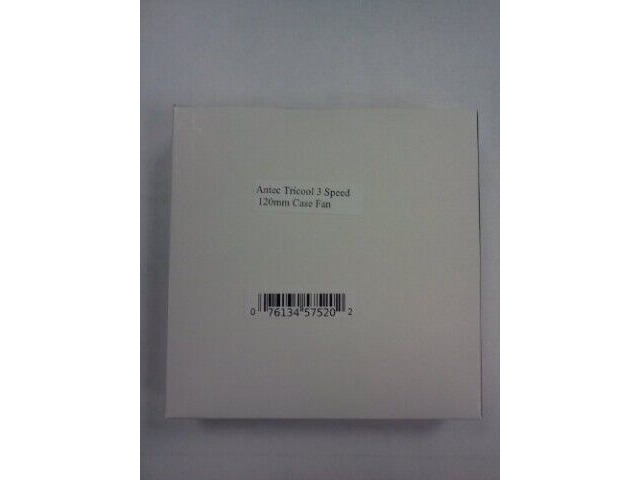 Antec Tricool 3 Speed
120mm Case Fan
0 76134 57520 2